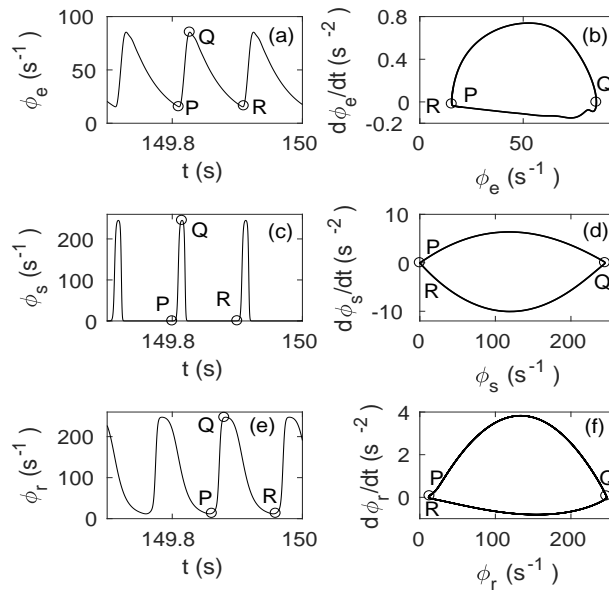 100
50
0
ϕe (s⁻¹)
(a)
Q
P
R
149.8
150
t (s)
0.8
0.4
0
-0.2
dϕe/dt (s⁻²)
(b)
Q
R
P
50
ϕe (s⁻¹)
200
100
0
ϕs (s⁻¹)
(c)
Q
P
R
149.8
150
t (s)
10
0
-10
dϕs/dt (s⁻²)
(d)
P
Q
R
0
100
200
ϕs (s⁻¹)
200
100
0
ϕr (s⁻¹)
(e)
Q
P
R
149.8
150
t (s)
4
2
0
dϕr/dt (s⁻²)
(f)
P
Q
R
0
100
200
ϕr (s⁻¹)